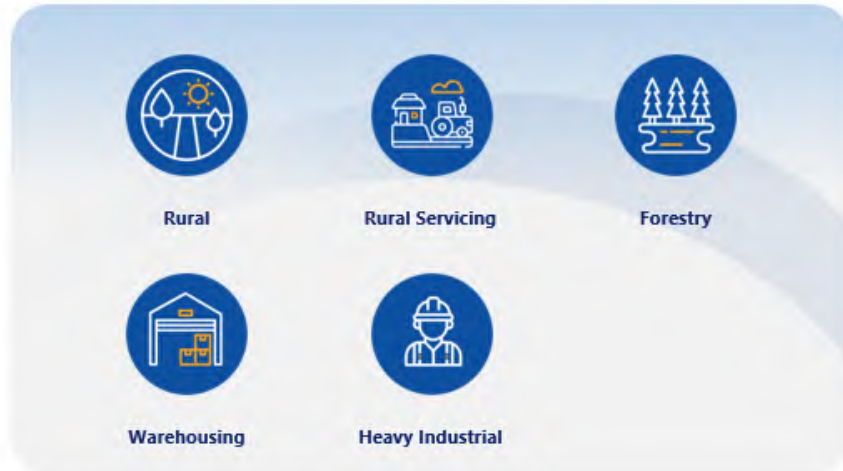 Rural
Rural Servicing
Forestry
Warehousing
Heavy Industrial